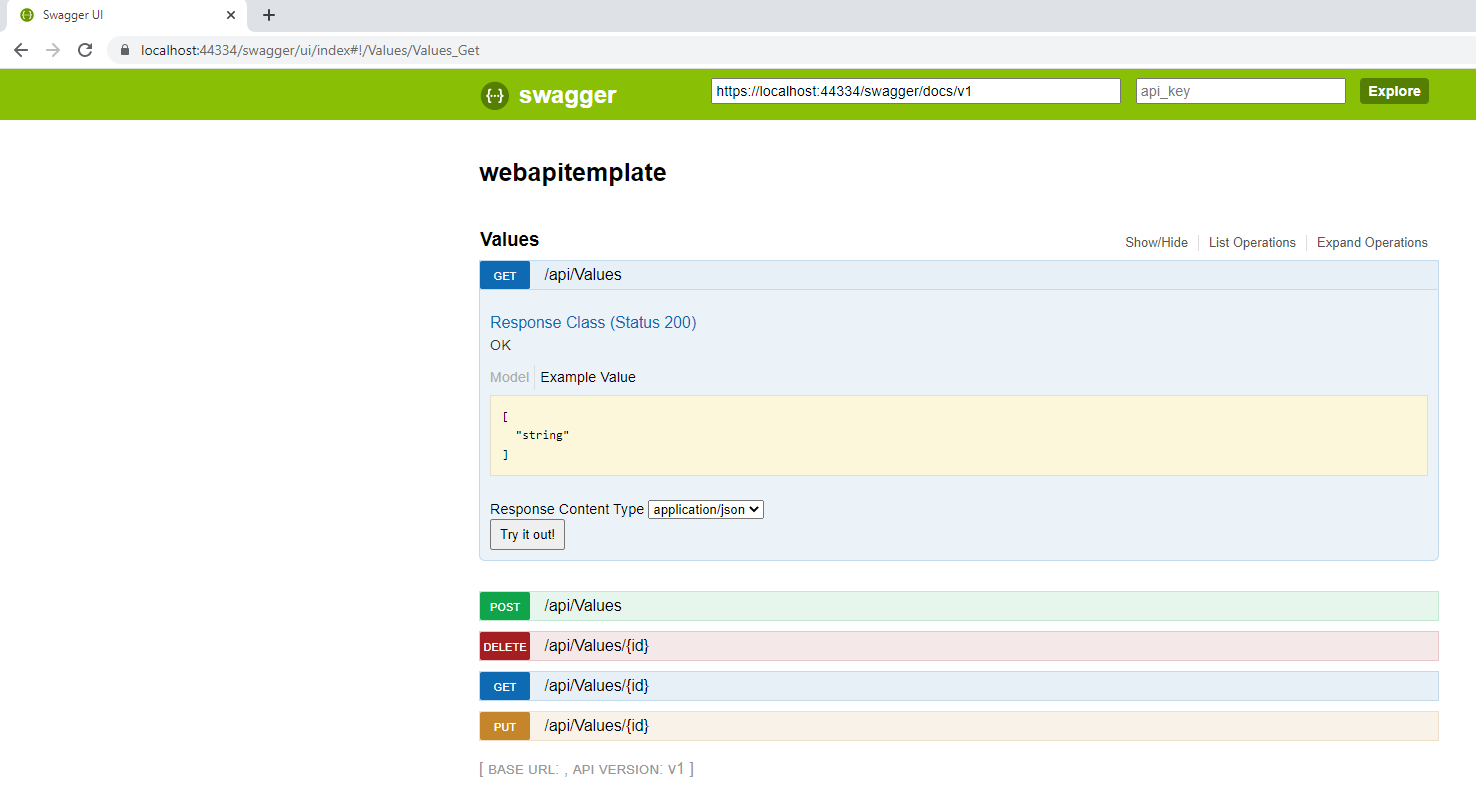 Swagger UI
localhost:44334/swagger/ui/index#!/Values/Values_Get
{···} swagger https://localhost:44334/swagger/docs/v1 api_key Explore
webapitemplate
Values Show/Hide List Operations Expand Operations
GET /api/Values
Response Class (Status 200)
OK
Model Example Value
[
"string"
]
Response Content Type application/json
Try it out!
POST /api/Values
DELETE /api/Values/{id}
GET /api/Values/{id}
PUT /api/Values/{id}
[ BASE URL: , API VERSION: v1 ]